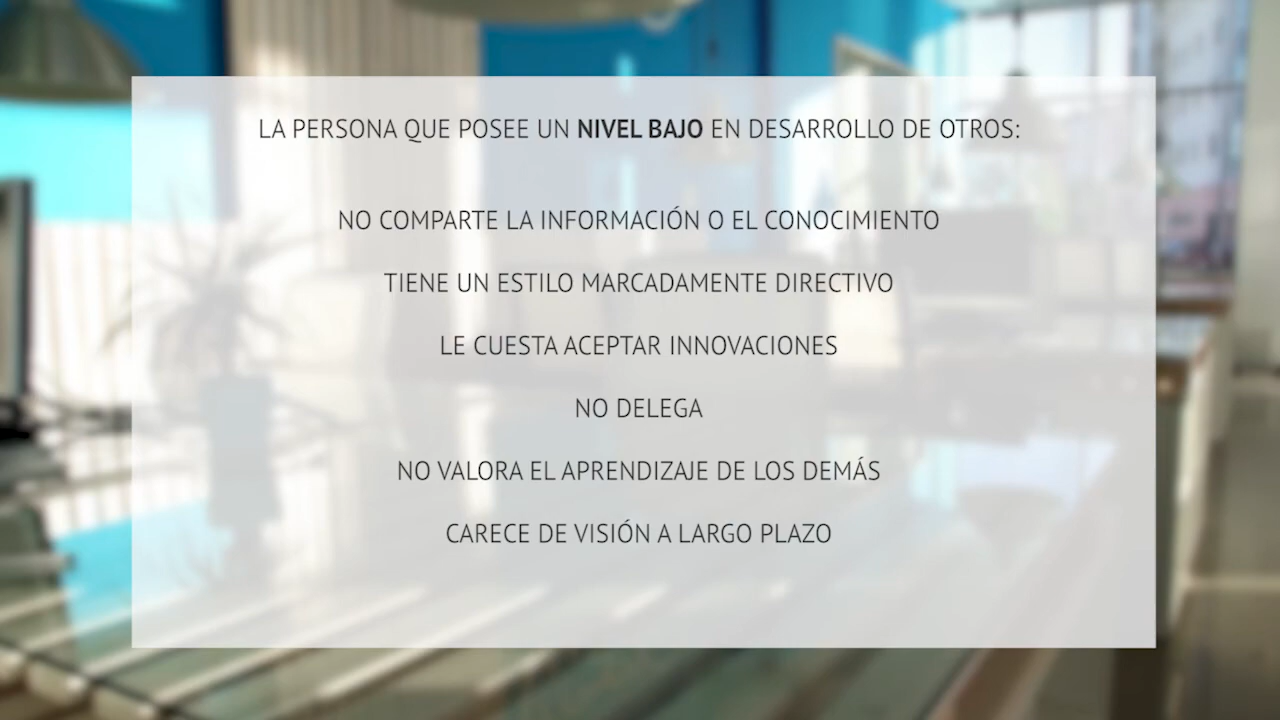 LA PERSONA QUE POSEE UN NIVEL BAJO EN DESARROLLO DE OTROS:
NO COMPARTE LA INFORMACIÓN O EL CONOCIMIENTO
TIENE UN ESTILO MARCADAMENTE DIRECTIVO
LE CUESTA ACEPTAR INNOVACIONES
NO DELEGA
NO VALORA EL APRENDIZAJE DE LOS DEMÁS
CARECE DE VISIÓN A LARGO PLAZO